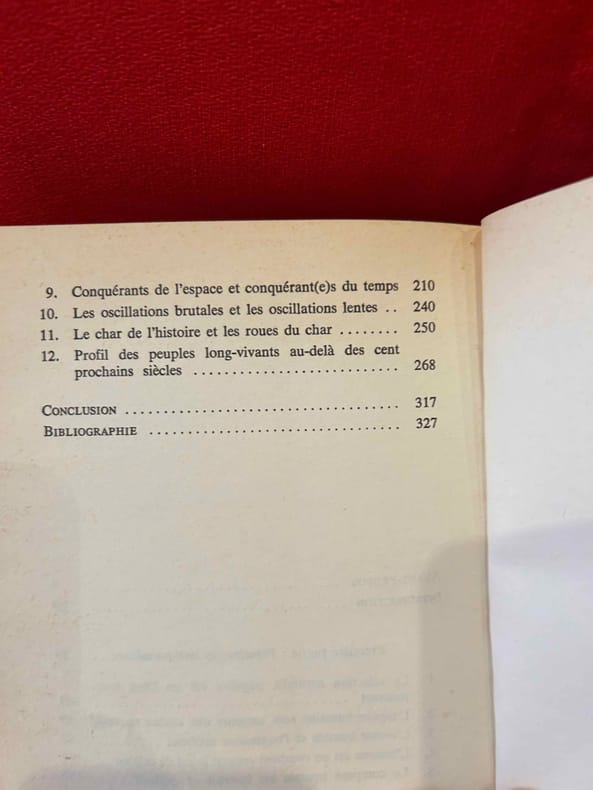 9. Conquérants de l'espace et conquérant(e)s du temps 210
10. Les oscillations brutales et les oscillations lentes .. 240
11. Le char de l'histoire et les roues du char ........ 250
12. Profil des peuples long-vivants au-delà des cent
prochains siècles ........................... 268
CONCLUSION ................................... 317
BIBLIOGRAPHIE ................................ 327